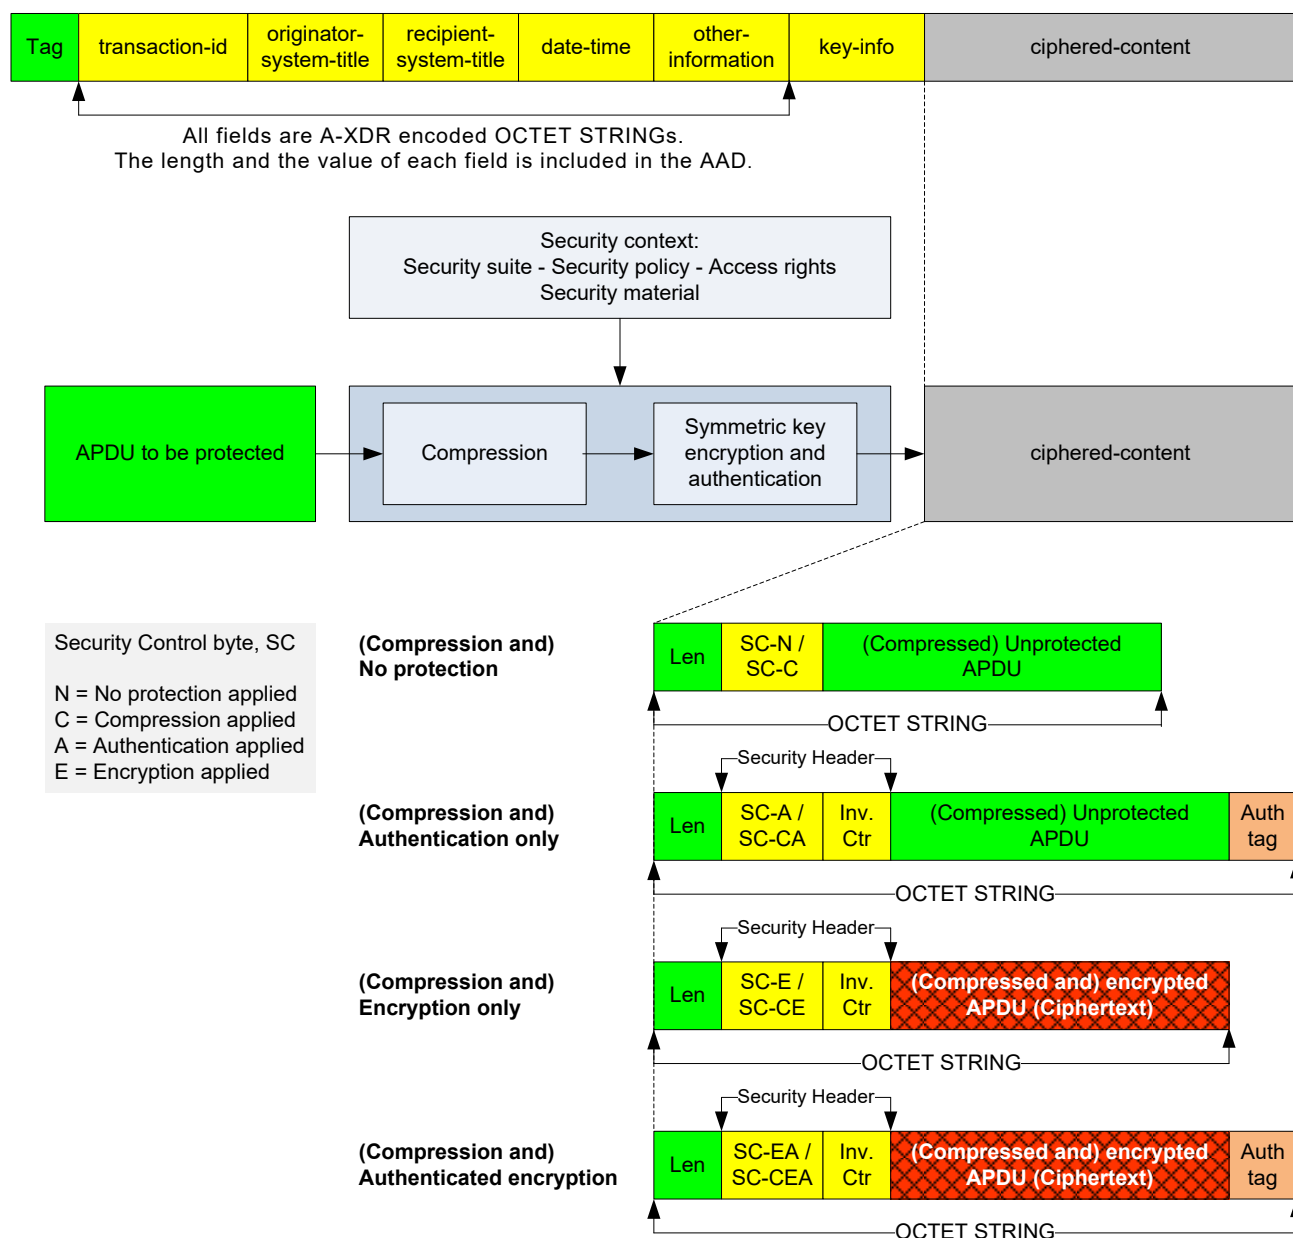 Tag
transaction-id
originator-
system-title
recipient-
system-title
date-time
other-
information
key-info
ciphered-content
All fields are A-XDR encoded OCTET STRINGs.
The length and the value of each field is included in the AAD.
Security context:
Security suite - Security policy - Access rights
Security material
APDU to be protected
Compression
Symmetric key
encryption and
authentication
ciphered-content
Security Control byte, SC
N = No protection applied
C = Compression applied
A = Authentication applied
E = Encryption applied
(Compression and)
No protection
Len
SC-N /
SC-C
(Compressed) Unprotected
APDU
OCTET STRING
Security Header
(Compression and)
Authentication only
Len
SC-A /
SC-CA
Inv.
Ctr
(Compressed) Unprotected
APDU
Auth
tag
OCTET STRING
Security Header
(Compression and)
Encryption only
Len
SC-E /
SC-CE
Inv.
Ctr
(Compressed and) encrypted
APDU (Ciphertext)
OCTET STRING
Security Header
(Compression and)
Authenticated encryption
Len
SC-EA /
SC-CEA
Inv.
Ctr
(Compressed and) encrypted
APDU (Ciphertext)
Auth
tag
OCTET STRING